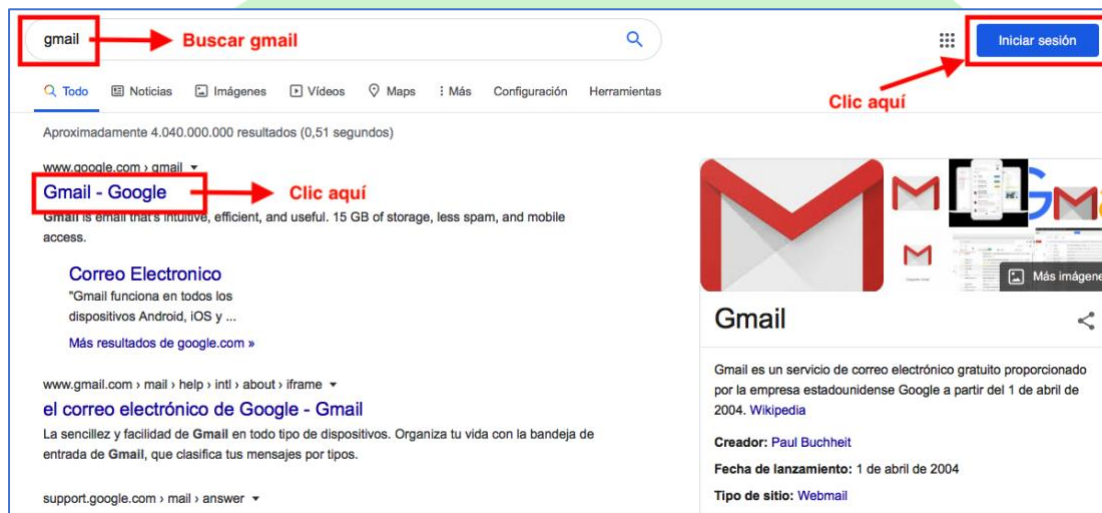 gmail
Buscar gmail
Iniciar sesión
Clic aquí
Todo Noticias Imágenes Vídeos Maps Más Configuración Herramientas
Aproximadamente 4.040.000.000 resultados (0,51 segundos)
www.google.com › gmail
Gmail - Google
Clic aquí
Gmail is email that's intuitive, efficient, and useful. 15 GB of storage, less spam, and mobile
access.
Correo Electronico
"Gmail funciona en todos los
dispositivos Android, iOS y ...
Más resultados de google.com »
www.gmail.com › mail › help › intl › about › iframe
el correo electrónico de Google - Gmail
La sencillez y facilidad de Gmail en todo tipo de dispositivos. Organiza tu vida con la bandeja de
entrada de Gmail, que clasifica tus mensajes por tipos.
support.google.com › mail › answer
Más imágene
Gmail
Gmail es un servicio de correo electrónico gratuito proporcionado
por la empresa estadounidense Google a partir del 1 de abril de
2004. Wikipedia
Creador: Paul Buchheit
Fecha de lanzamiento: 1 de abril de 2004
Tipo de sitio: Webmail